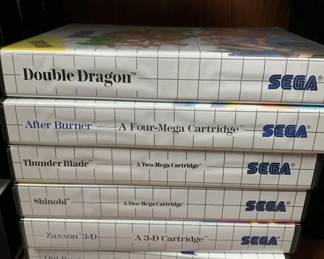 Double Dragon™ SEGA®
After Burner™ A Four-Mega Cartridge™ SEGA®
Thunder Blade™ A Two-Mega Cartridge™ SEGA®
Shinobi™ A Two-Mega Cartridge™ SEGA®
Zaxxon™ 3-D A 3-D Cartridge™ SEGA®